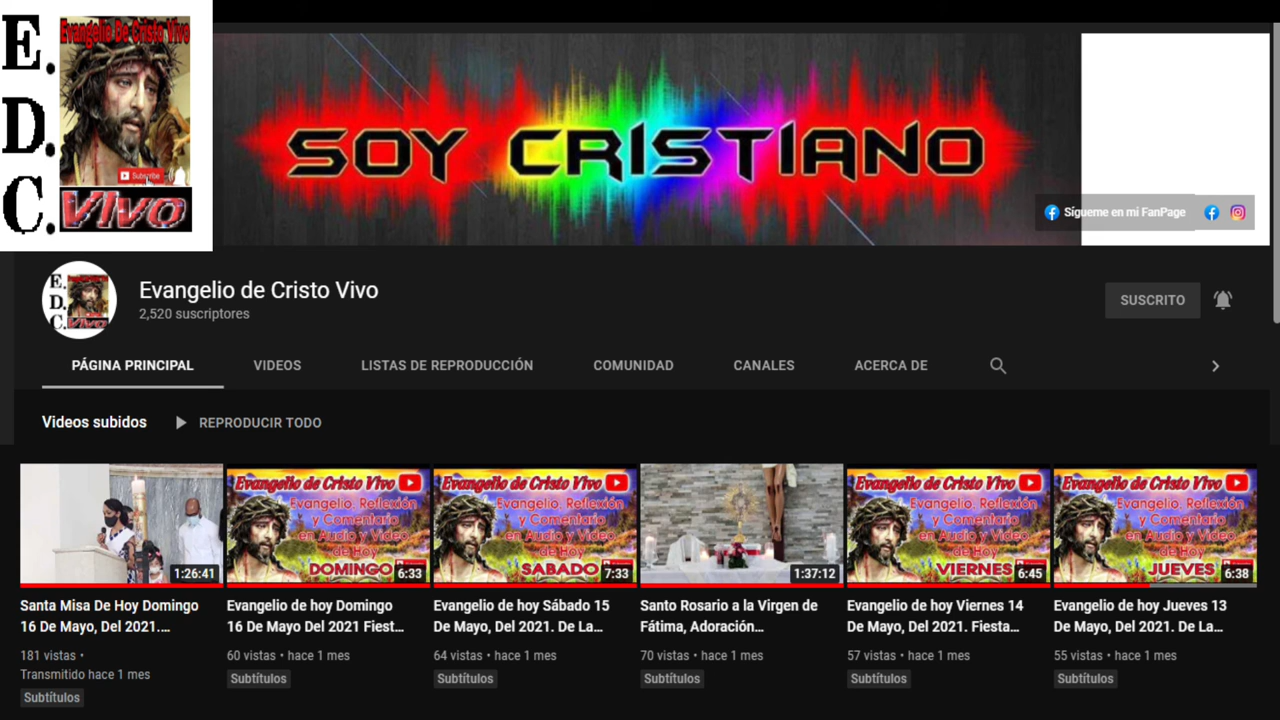 E.
D.
C.
Evangelio De Cristo Vivo
Subscribe
Vivo
SOY CRISTIANO
Sígueme en mi FanPage
E.
D.
C. Vivo
Evangelio de Cristo Vivo
2,520 suscriptores
SUSCRITO
PÁGINA PRINCIPAL VIDEOS LISTAS DE REPRODUCCIÓN COMUNIDAD CANALES ACERCA DE
Videos subidos REPRODUCIR TODO
1:26:41
Santa Misa De Hoy Domingo
16 De Mayo, Del 2021....
181 vistas •
Transmitido hace 1 mes
Subtítulos
Evangelio de Cristo Vivo
Evangelio, Reflexión
y Comentario
en Audio y Video
de Hoy
DOMINGO 6:33
Evangelio de hoy Domingo
16 De Mayo Del 2021 Fiest...
60 vistas • hace 1 mes
Subtítulos
Evangelio de Cristo Vivo
Evangelio, Reflexión
y Comentario
en Audio y Video
de Hoy
SABADO 7:33
Evangelio de hoy Sábado 15
De Mayo, Del 2021. De La...
64 vistas • hace 1 mes
Subtítulos
1:37:12
Santo Rosario a la Virgen de
Fátima, Adoración...
70 vistas • hace 1 mes
Subtítulos
Evangelio de Cristo Vivo
Evangelio, Reflexión
y Comentario
en Audio y Video
de Hoy
VIERNES 6:45
Evangelio de hoy Viernes 14
De Mayo, Del 2021. Fiesta...
57 vistas • hace 1 mes
Subtítulos
Evangelio de Cristo Vivo
Evangelio, Reflexión
y Comentario
en Audio y Video
de Hoy
JUEVES 6:38
Evangelio de hoy Jueves 13
De Mayo, Del 2021. De La...
55 vistas • hace 1 mes
Subtítulos